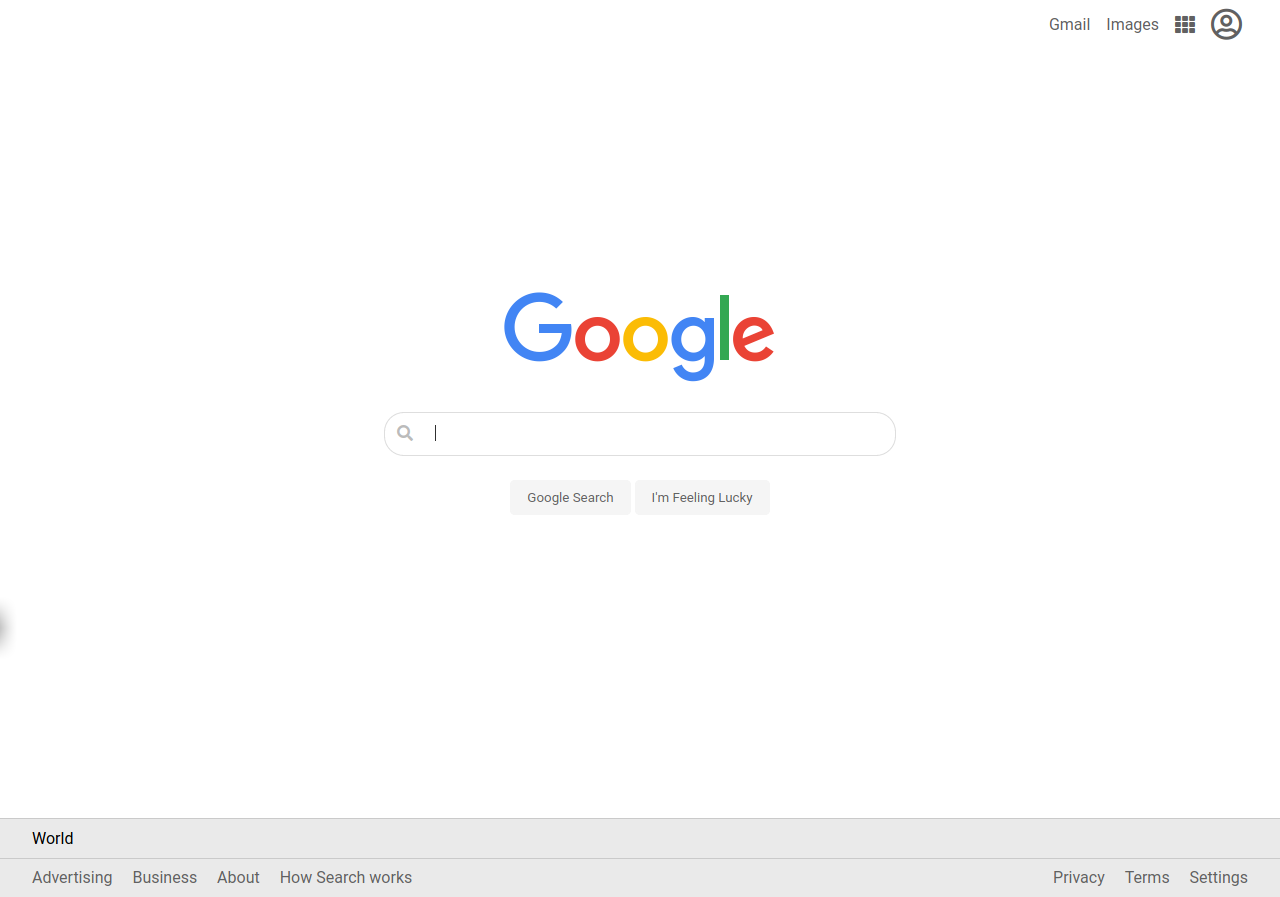 Gmail Images
Google
Google Search I'm Feeling Lucky
World
Advertising Business About How Search works Privacy Terms Settings